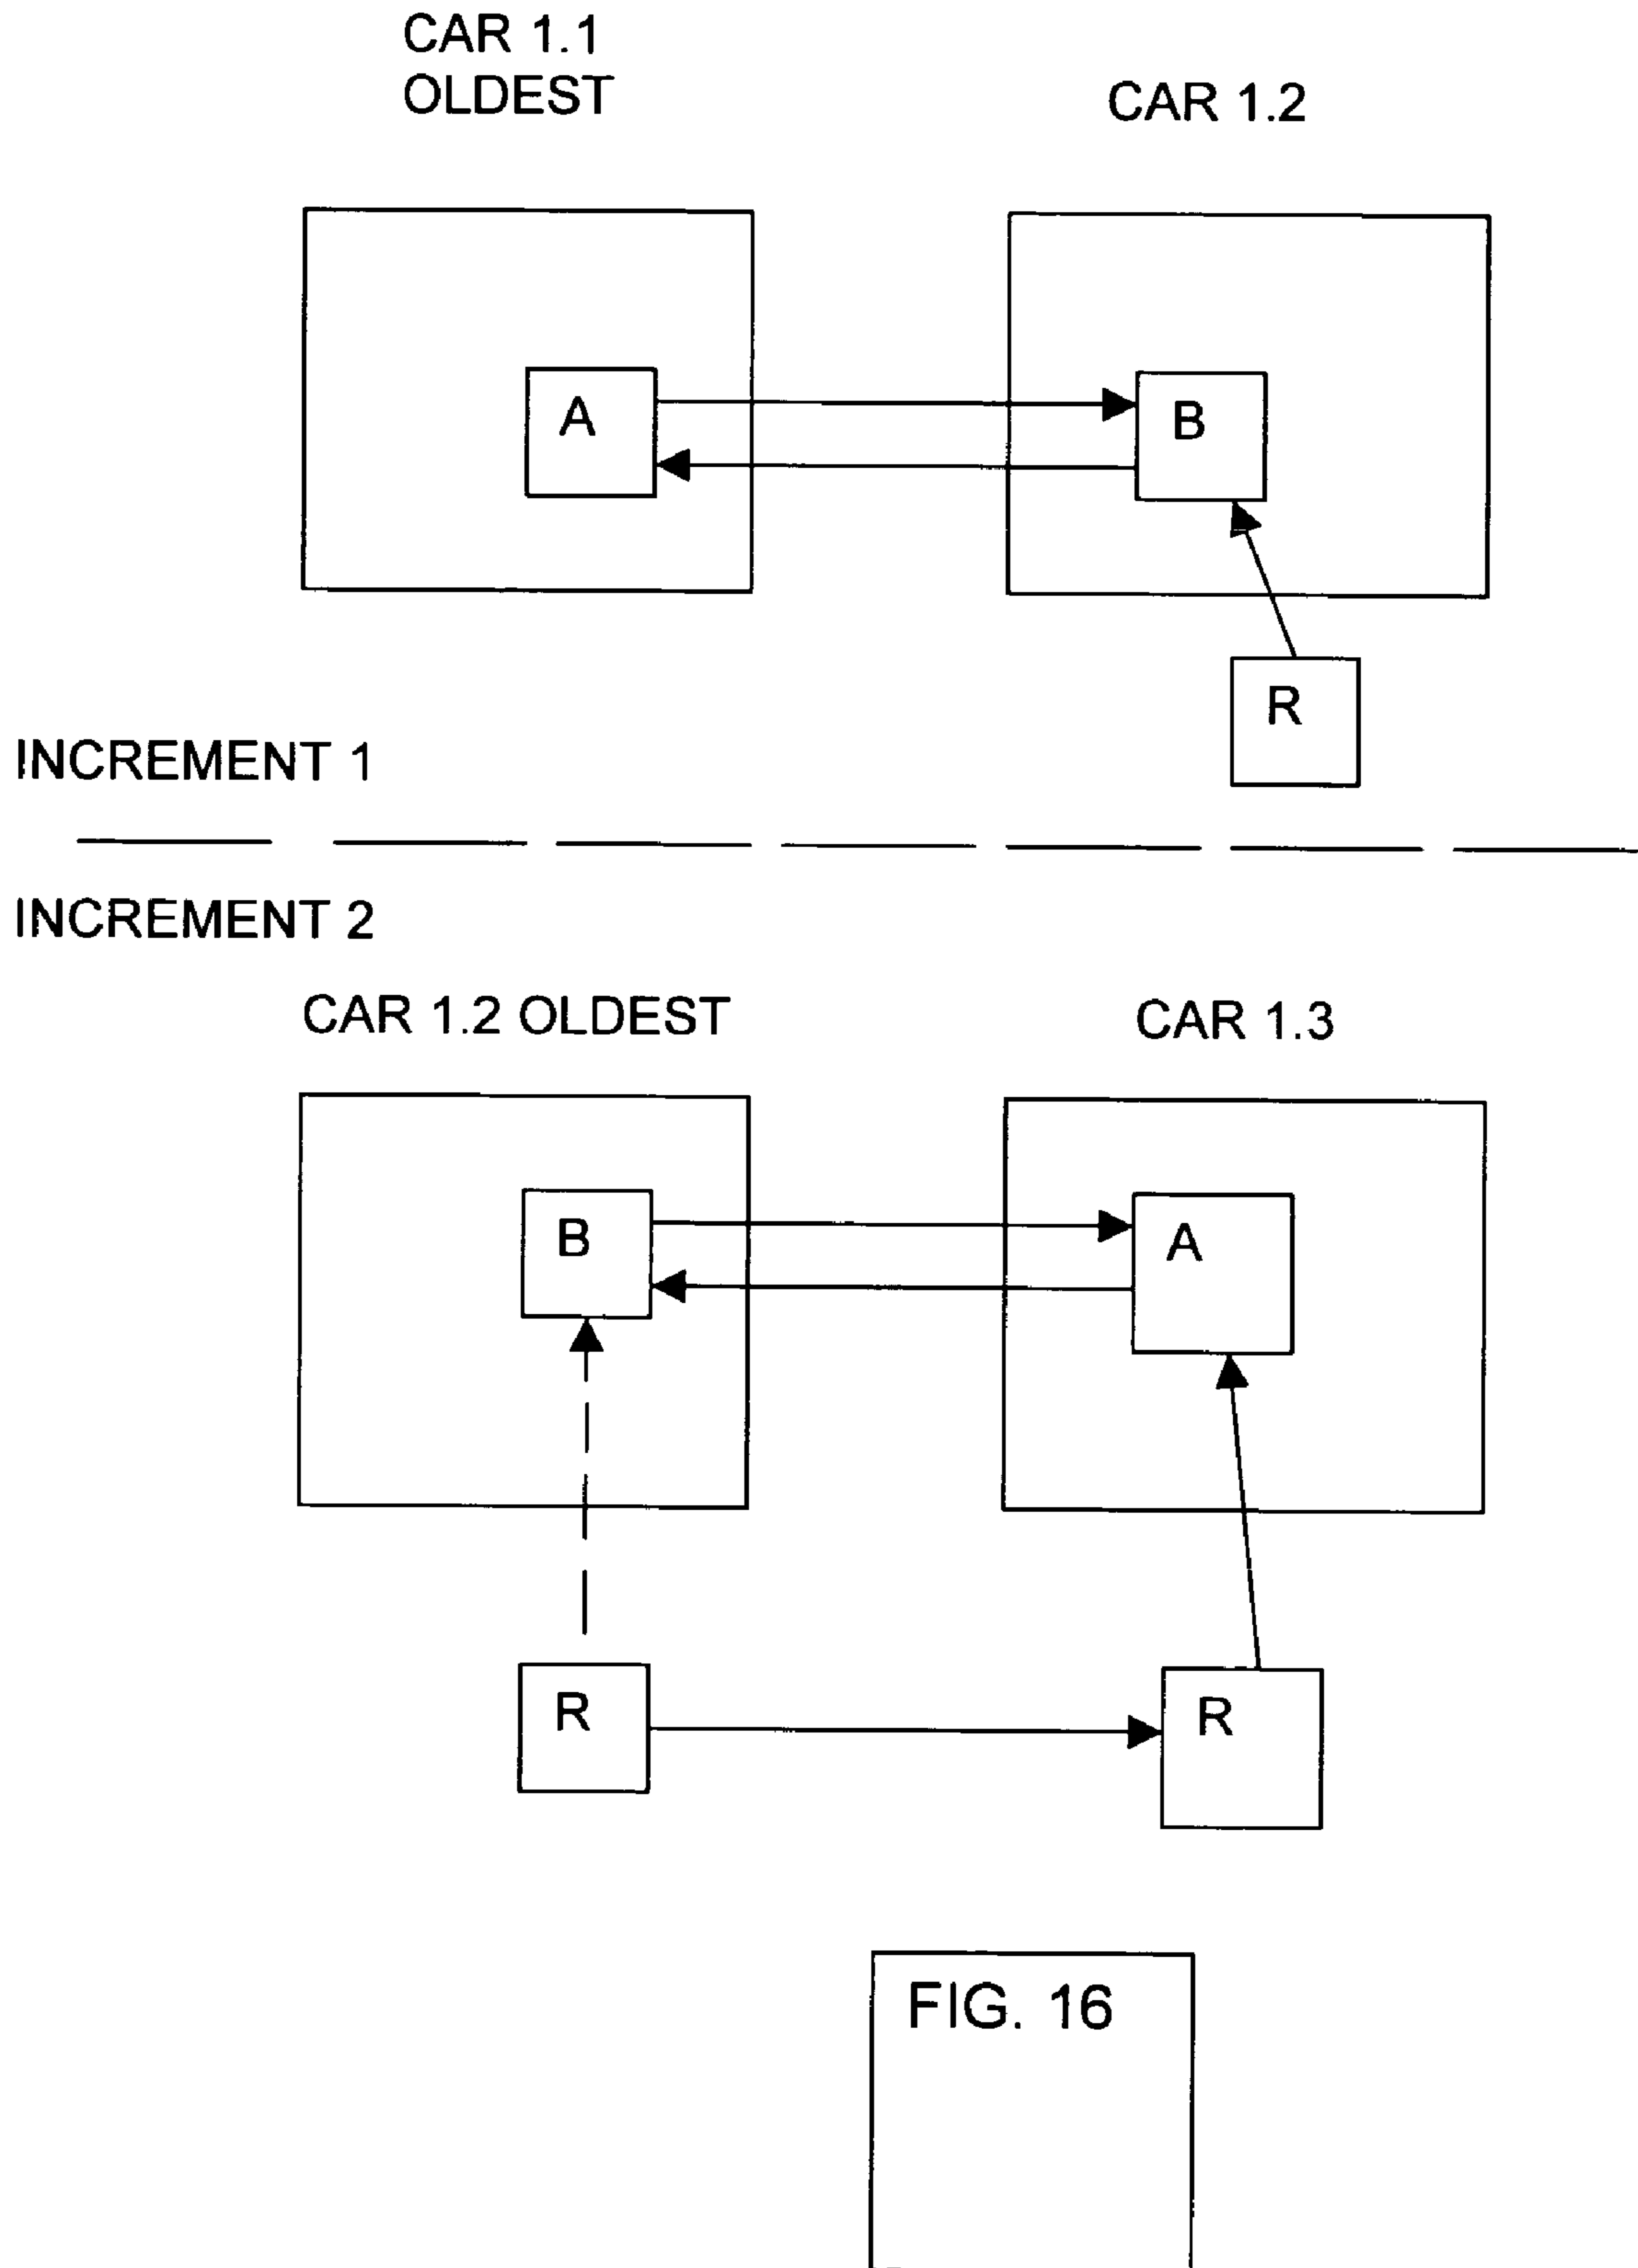 CAR 1.1
OLDEST
CAR 1.2
A
B
R
INCREMENT 1
INCREMENT 2
CAR 1.2 OLDEST
CAR 1.3
B
A
R
R
FIG. 16